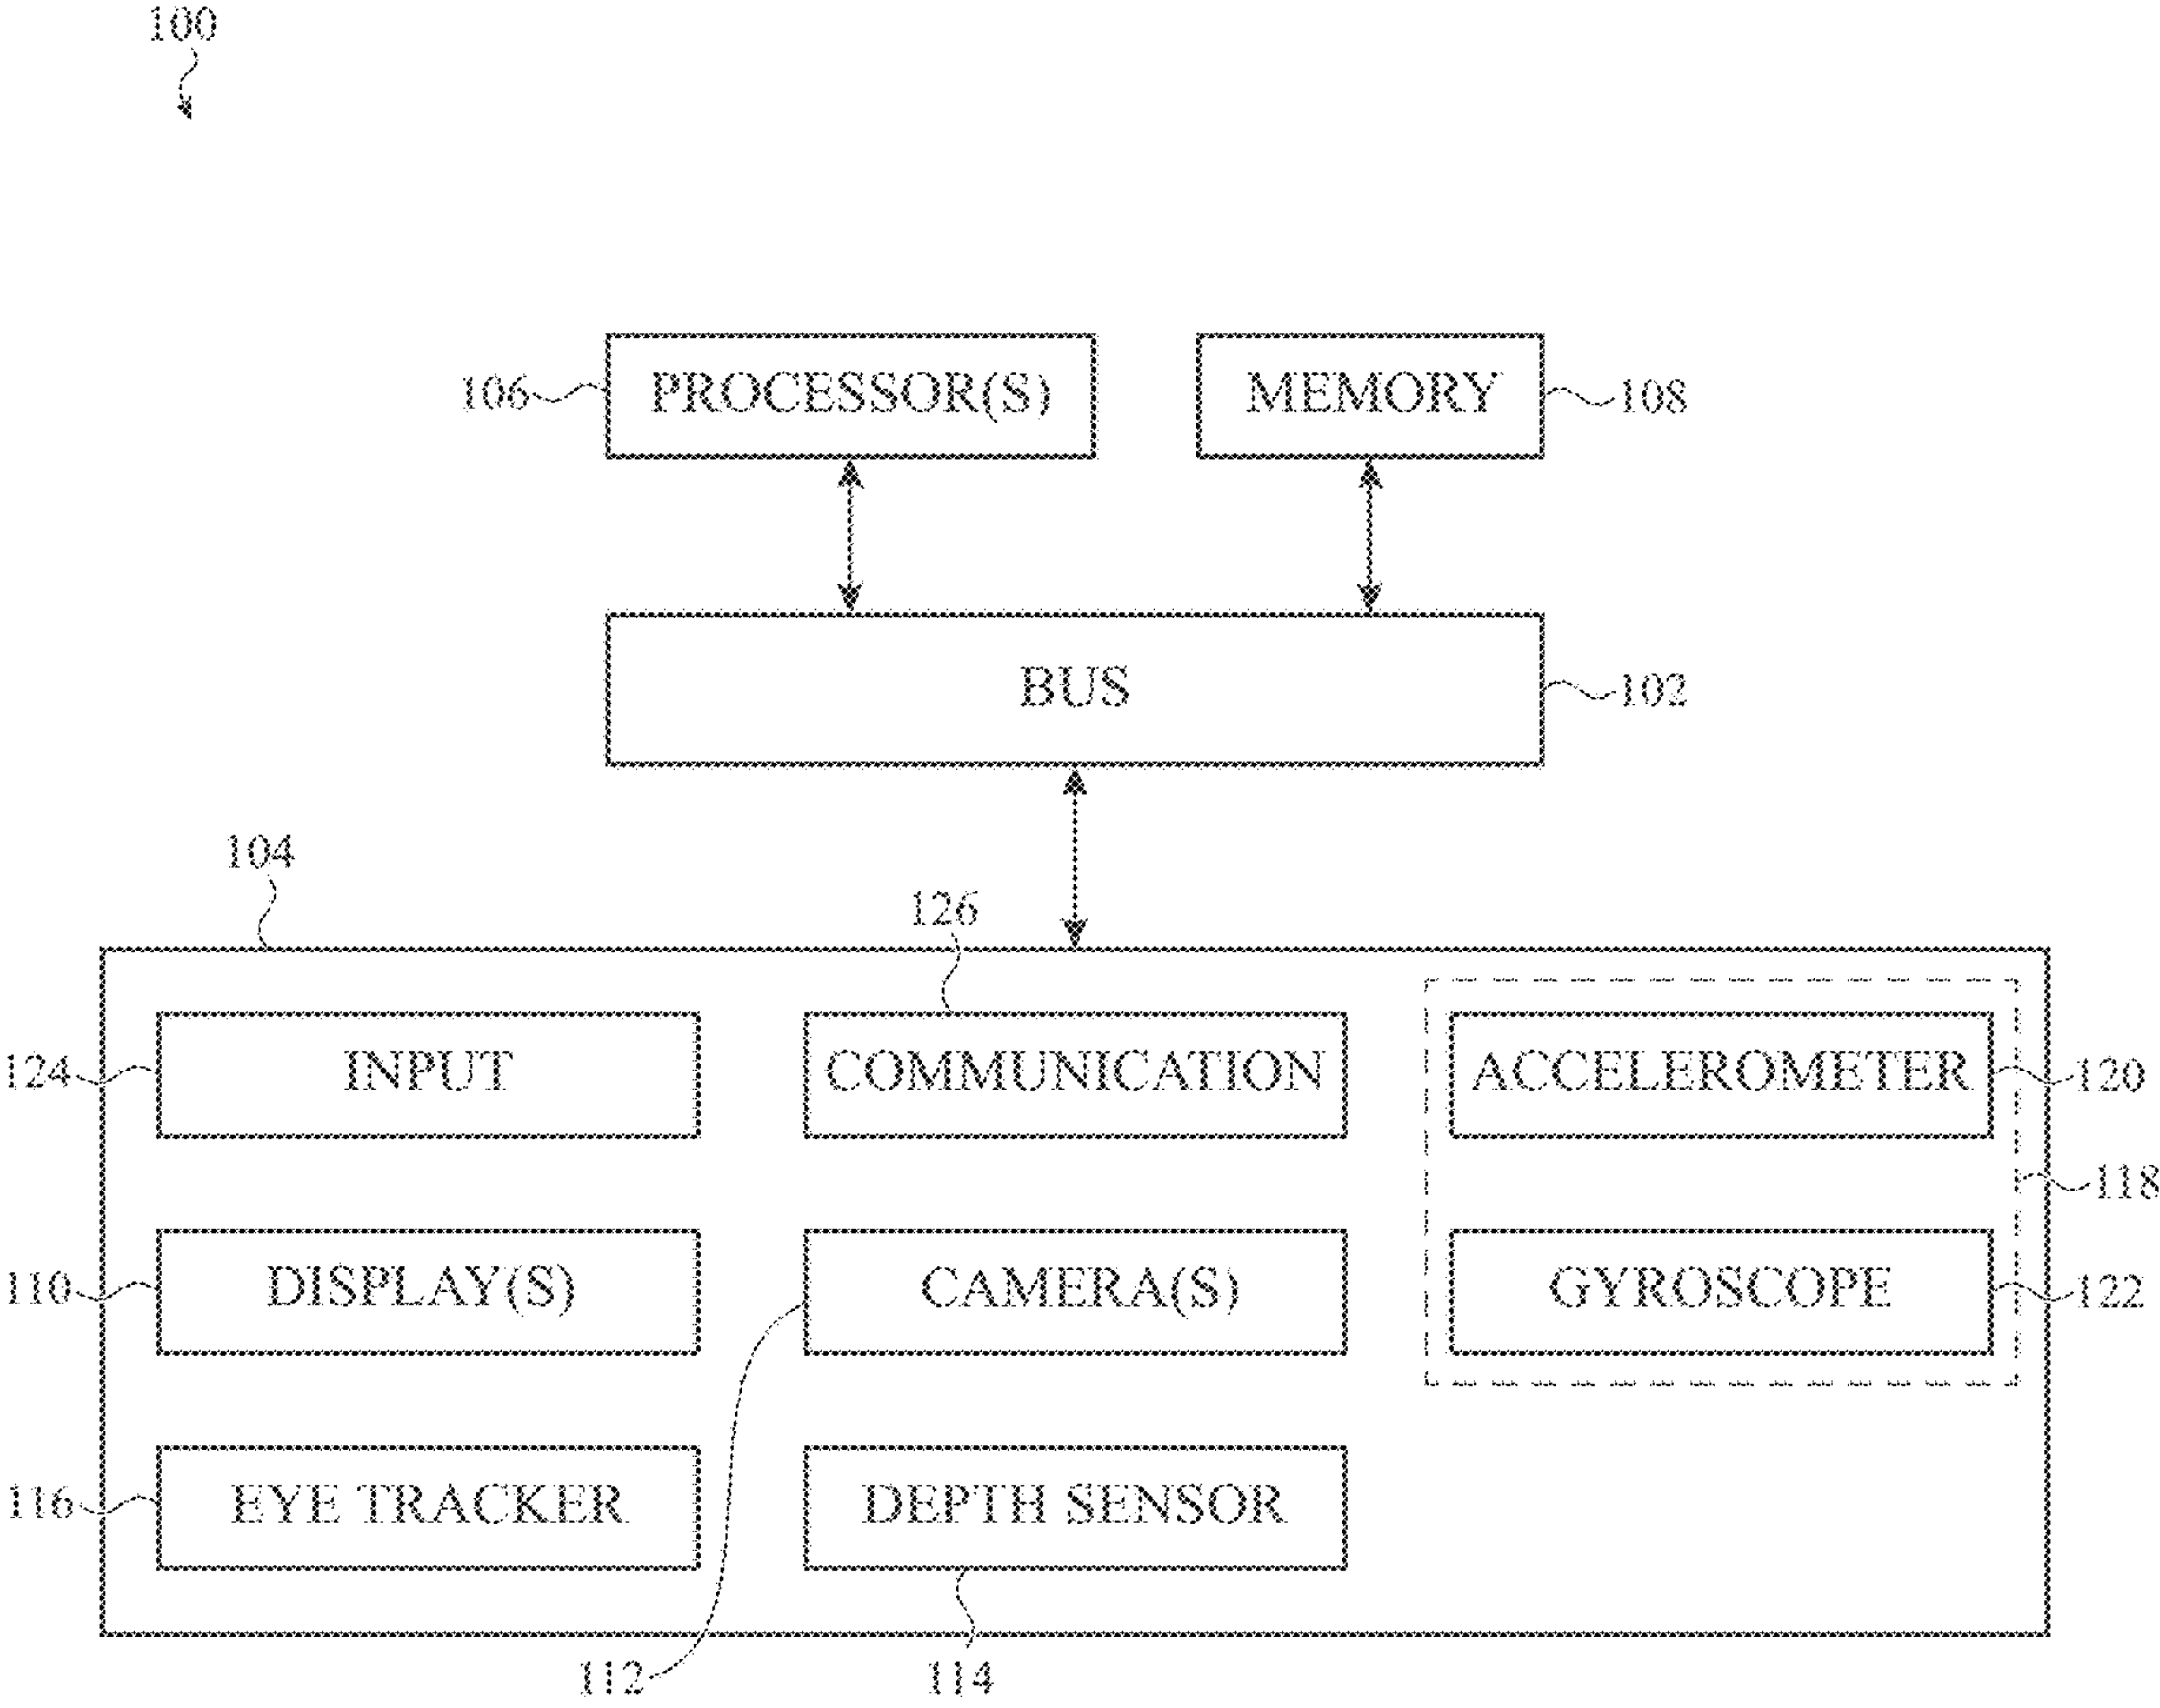 100
106 PROCESSOR(S) MEMORY 108
BUS 102
104
126
124 INPUT COMMUNICATION ACCELEROMETER 120
118
110 DISPLAY(S) CAMERA(S) GYROSCOPE 122
116 EYE TRACKER DEPTH SENSOR
112 114